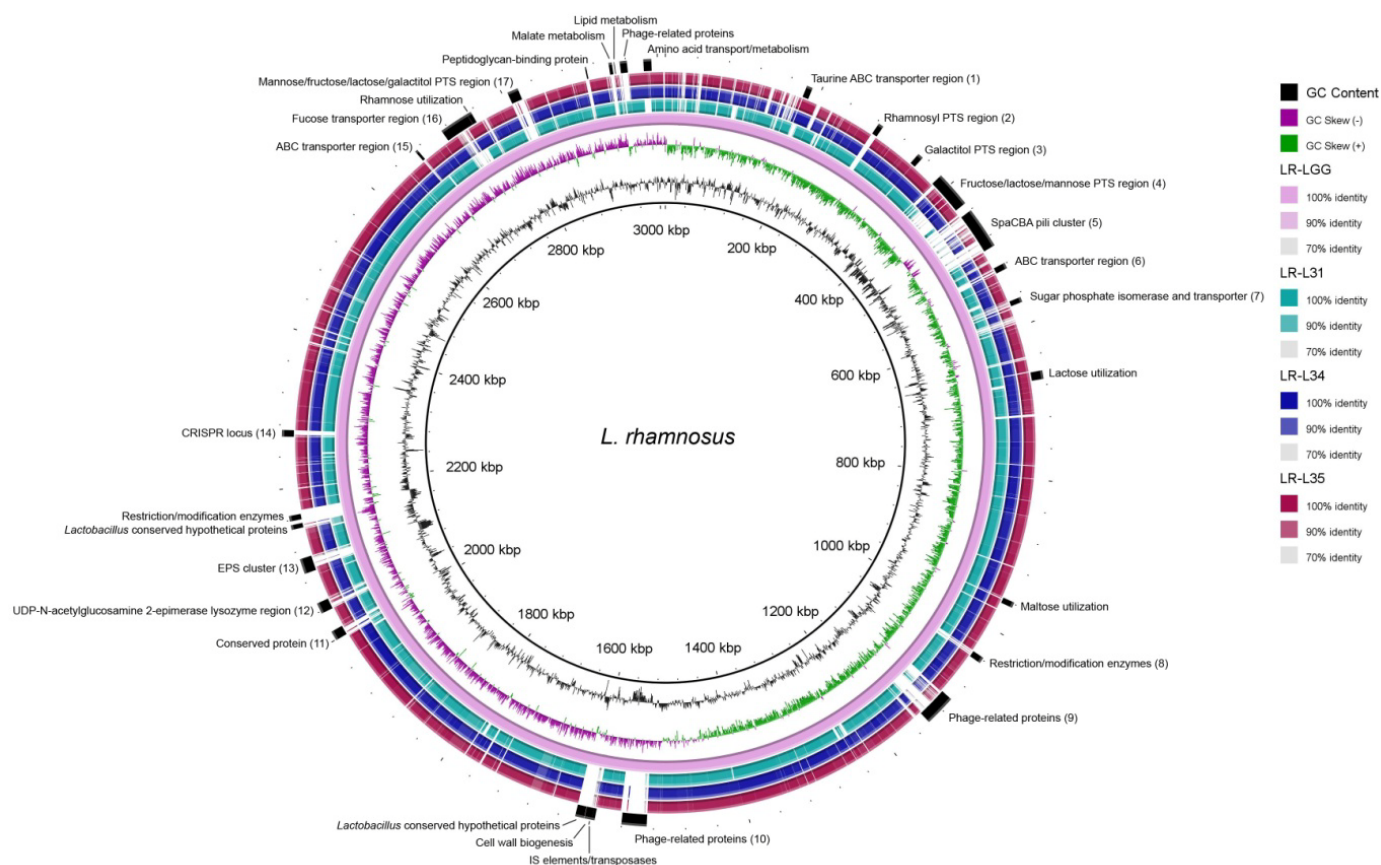 Lipid metabolism
Malate metabolism
Phage-related proteins
Amino acid transport/metabolism
Peptidoglycan-binding protein
Mannose/fructose/lactose/galactitol PTS region (17)
Rhamnose utilization
Fucose transporter region (16)
ABC transporter region (15)
Taurine ABC transporter region (1)
Rhamnosyl PTS region (2)
Galactitol PTS region (3)
Fructose/lactose/mannose PTS region (4)
SpaCBA pili cluster (5)
ABC transporter region (6)
Sugar phosphate isomerase and transporter (7)
Lactose utilization
Maltose utilization
Restriction/modification enzymes (8)
Phage-related proteins (9)
Phage-related proteins (10)
IS elements/transposases
Cell wall biogenesis
Lactobacillus conserved hypothetical proteins
Conserved protein (11)
UDP-N-acetylglucosamine 2-epimerase lysozyme region (12)
EPS cluster (13)
Lactobacillus conserved hypothetical proteins
Restriction/modification enzymes
CRISPR locus (14)
3000 kbp
200 kbp
400 kbp
600 kbp
800 kbp
1000 kbp
1200 kbp
1400 kbp
1600 kbp
1800 kbp
2000 kbp
2200 kbp
2400 kbp
2600 kbp
2800 kbp
L. rhamnosus
GC Content
GC Skew (-)
GC Skew (+)
LR-LGG
100% identity
90% identity
70% identity
LR-L31
100% identity
90% identity
70% identity
LR-L34
100% identity
90% identity
70% identity
LR-L35
100% identity
90% identity
70% identity